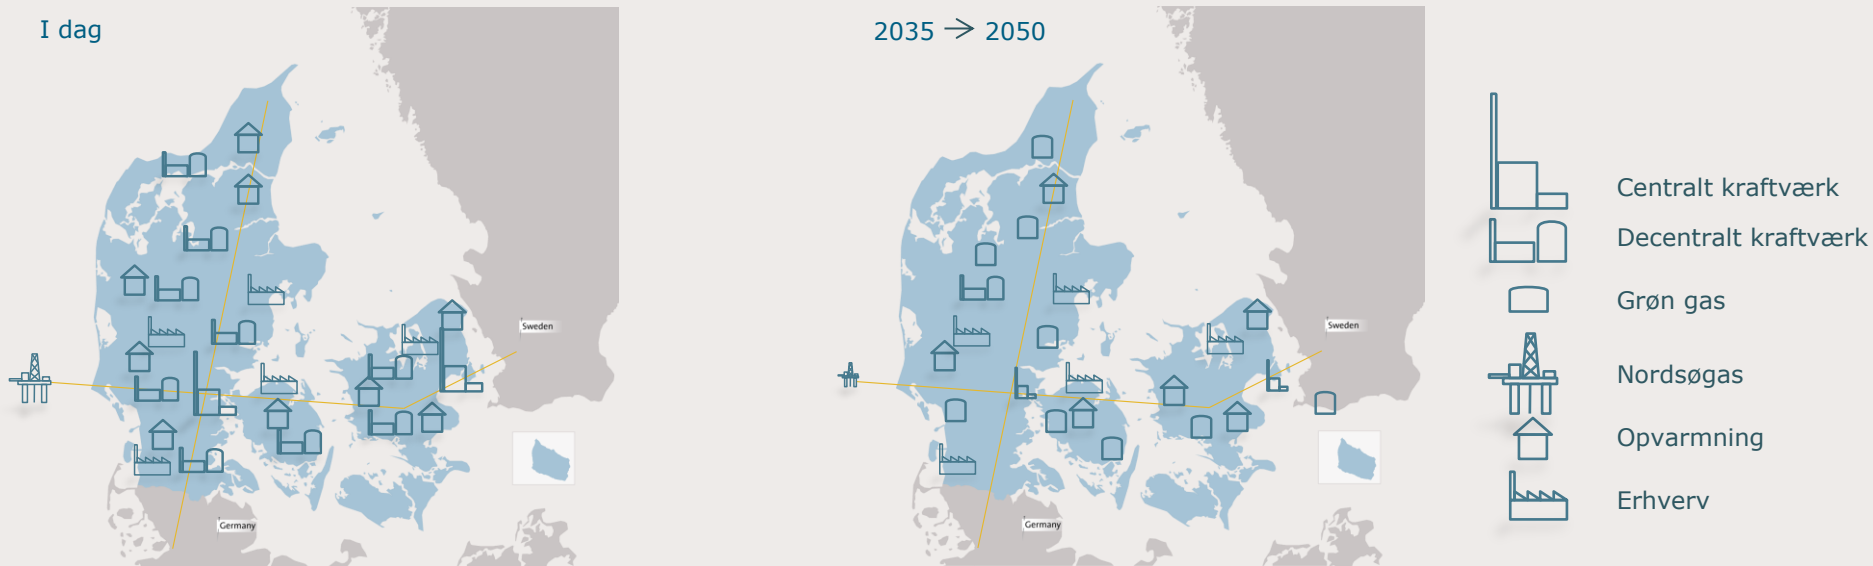 I dag
2035 → 2050
Sweden
Germany
Sweden
Germany
Centralt kraftværk
Decentralt kraftværk
Grøn gas
Nordsøgas
Opvarmning
Erhverv